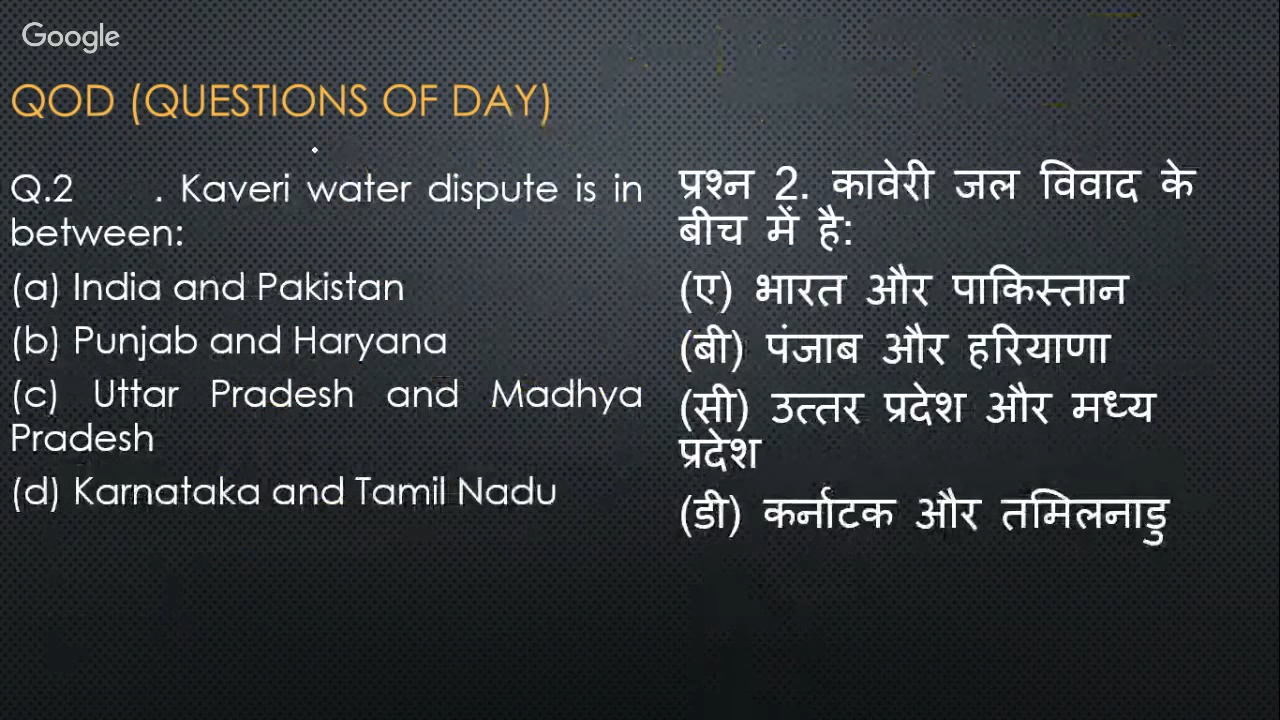 Google
QOD (QUESTIONS OF DAY)
Q.2 . Kaveri water dispute is in
between:
(a) India and Pakistan
(b) Punjab and Haryana
(c) Uttar Pradesh and Madhya
Pradesh
(d) Karnataka and Tamil Nadu
प्रश्न 2. कावेरी जल विवाद के
बीच में है:
(ए) भारत और पाकिस्तान
(बी) पंजाब और हरियाणा
(सी) उत्तर प्रदेश और मध्य
प्रदेश
(डी) कर्नाटक और तमिलनाडु